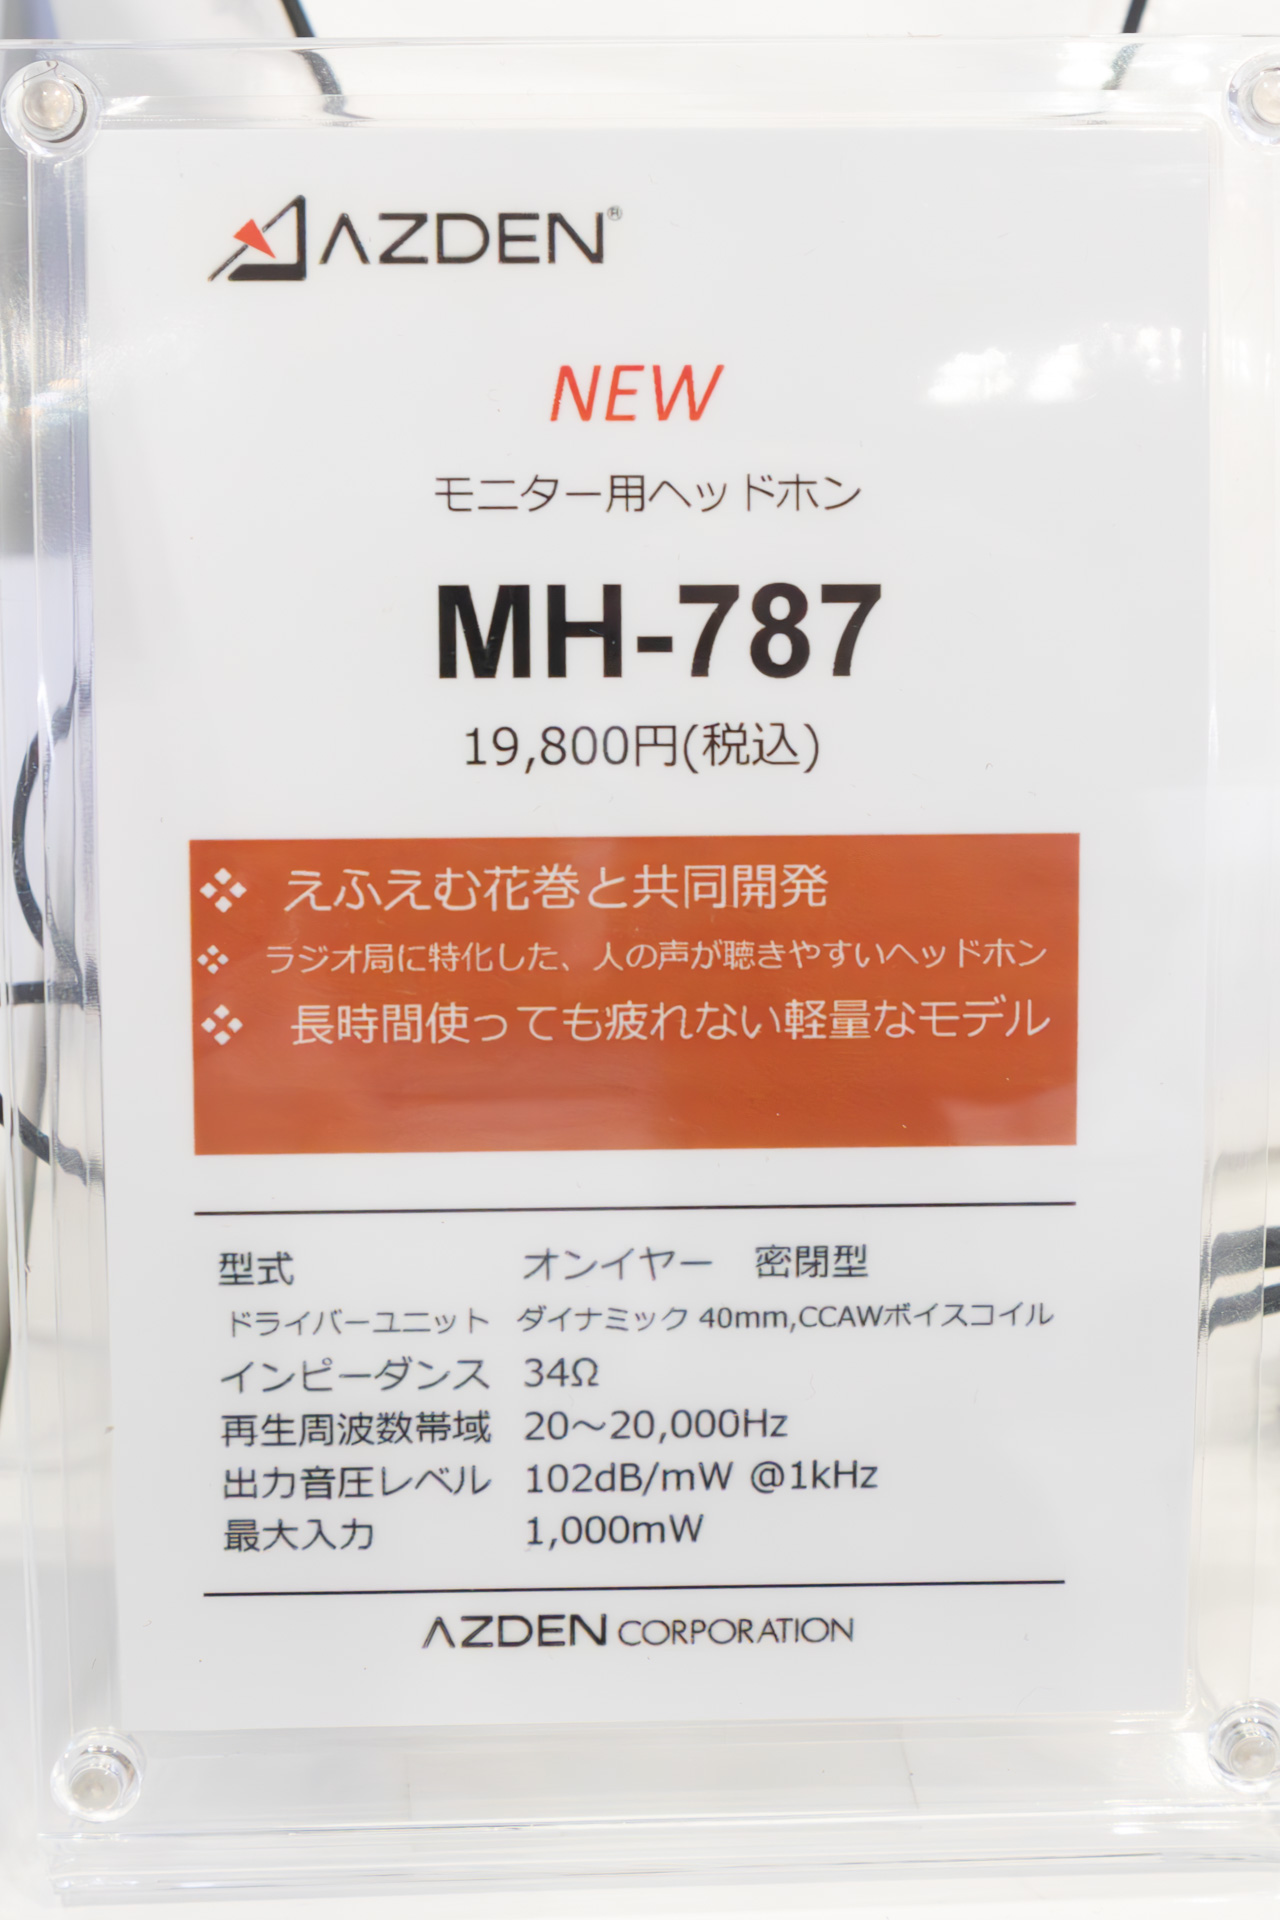 AZDEN®
NEW
モニター用ヘッドホン
MH-787
19,800円(税込)
❖ えふえむ花巻と共同開発
❖ ラジオ局に特化した、人の声が聴きやすいヘッドホン
❖ 長時間使っても疲れない軽量なモデル
型式 オンイヤー　密閉型
ドライバーユニット ダイナミック 40mm,CCAWボイスコイル
インピーダンス 34Ω
再生周波数帯域 20～20,000Hz
出力音圧レベル 102dB/mW @1kHz
最大入力 1,000mW
AZDEN CORPORATION